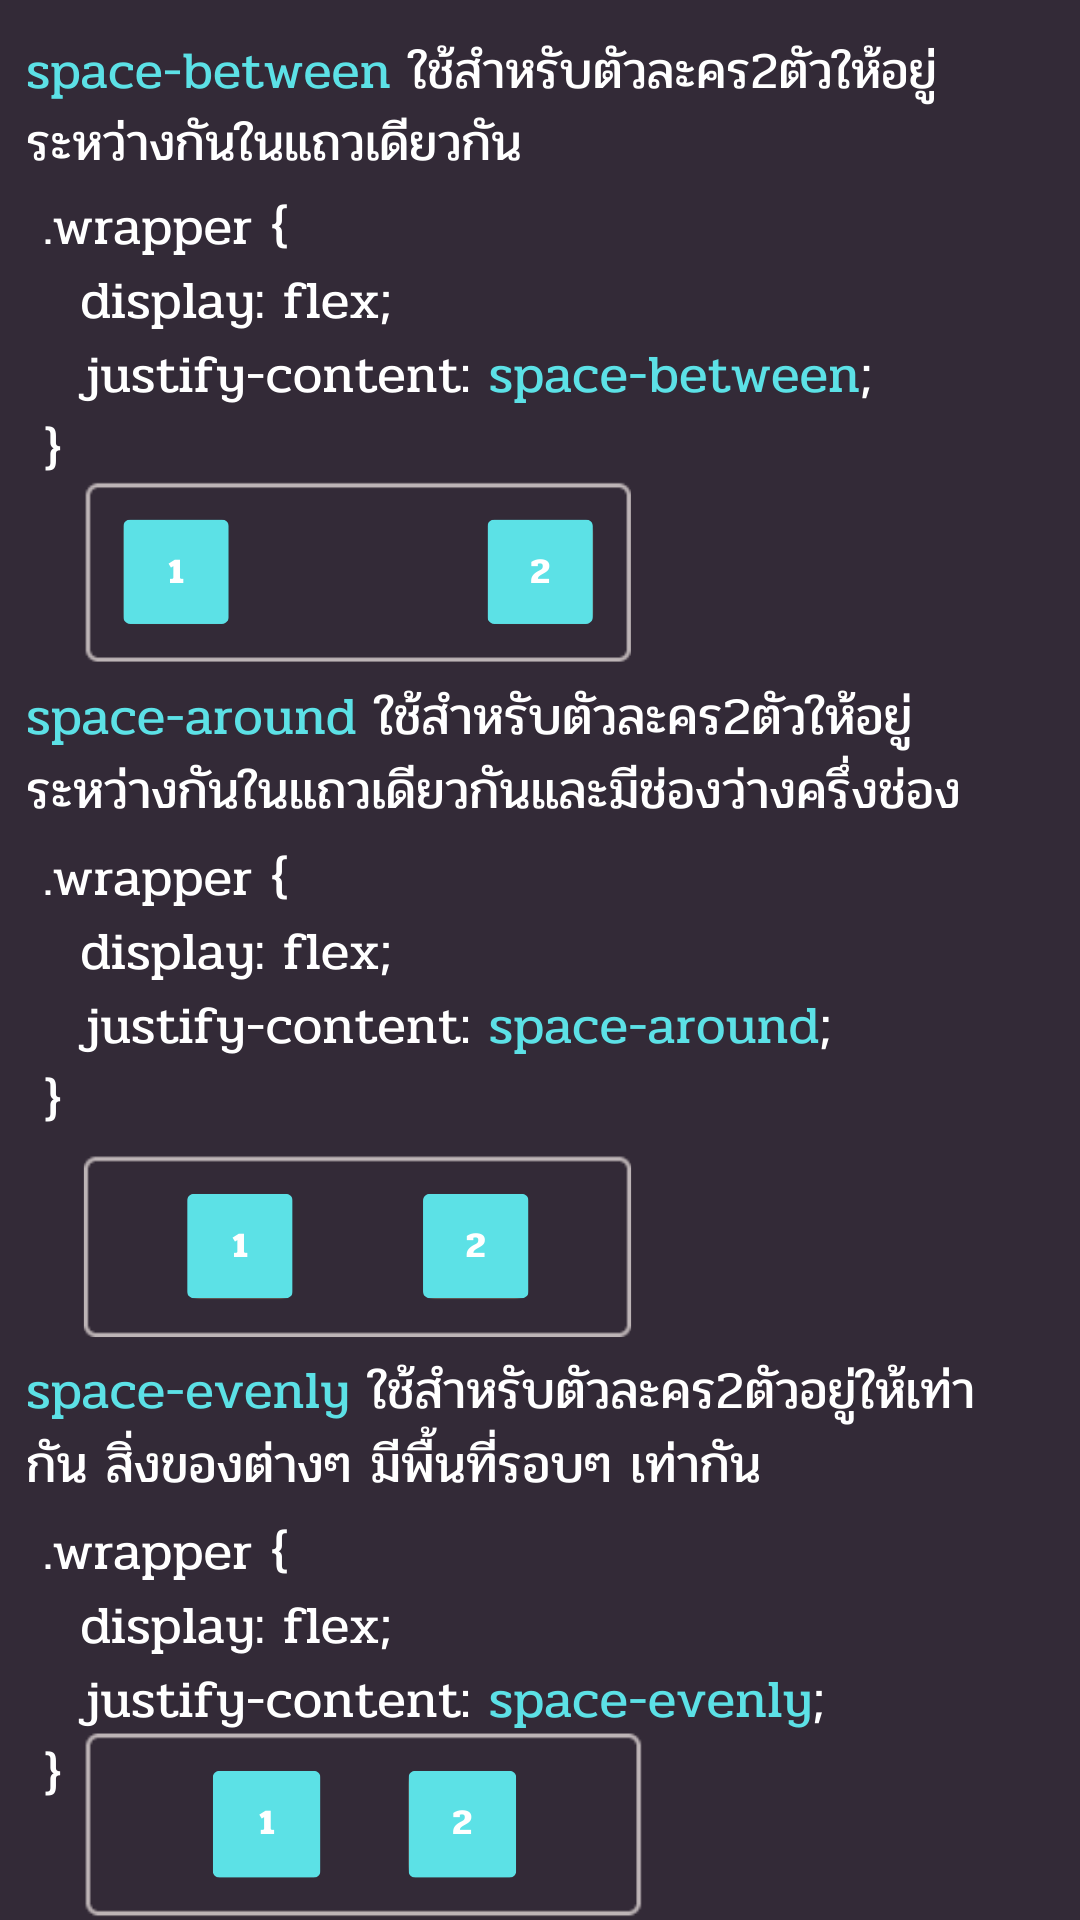 space-between ใช้สำหรับตัวละคร2ตัวให้อยู่
ระหว่างกันในแถวเดียวกัน
.wrapper {
display: flex;
justify-content: space-between;
}
1 2
space-around ใช้สำหรับตัวละคร2ตัวให้อยู่
ระหว่างกันในแถวเดียวกันและมีช่องว่างครึ่งช่อง
.wrapper {
display: flex;
justify-content: space-around;
}
1 2
space-evenly ใช้สำหรับตัวละคร2ตัวอยู่ให้เท่า
กัน สิ่งของต่างๆ มีพื้นที่รอบๆ เท่ากัน
.wrapper {
display: flex;
justify-content: space-evenly;
}
1 2